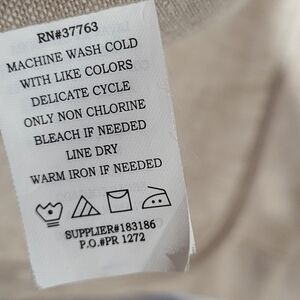 RN#37763
MACHINE WASH COLD
WITH LIKE COLORS
DELICATE CYCLE
ONLY NON CHLORINE
BLEACH IF NEEDED
LINE DRY
WARM IRON IF NEEDED
SUPPLIER#183186
P.O.#PR 1272